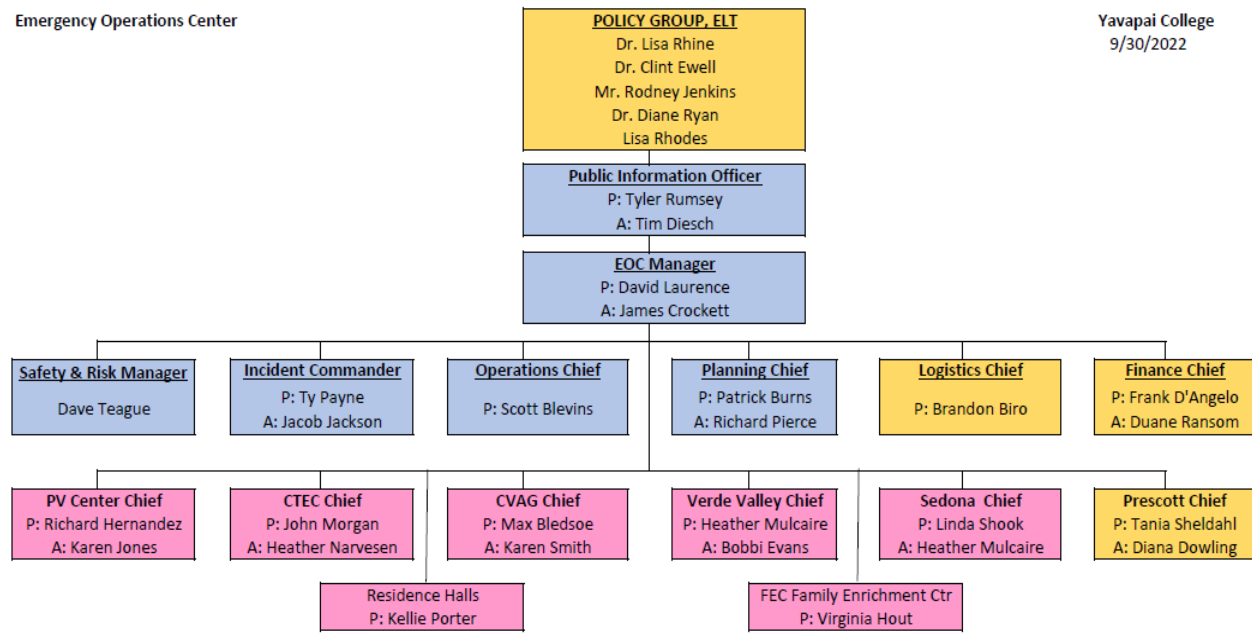 Emergency Operations Center
Yavapai College
9/30/2022
POLICY GROUP, ELT
Dr. Lisa Rhine
Dr. Clint Ewell
Mr. Rodney Jenkins
Dr. Diane Ryan
Lisa Rhodes
Public Information Officer
P: Tyler Rumsey
A: Tim Diesch
EOC Manager
P: David Laurence
A: James Crockett
Safety & Risk Manager
Dave Teague
Incident Commander
P: Ty Payne
A: Jacob Jackson
Operations Chief
P: Scott Blevins
Planning Chief
P: Patrick Burns
A: Richard Pierce
Logistics Chief
P: Brandon Biro
Finance Chief
P: Frank D'Angelo
A: Duane Ransom
PV Center Chief
P: Richard Hernandez
A: Karen Jones
CTEC Chief
P: John Morgan
A: Heather Narvesen
CVAG Chief
P: Max Bledsoe
A: Karen Smith
Verde Valley Chief
P: Heather Mulcaire
A: Bobbi Evans
Sedona Chief
P: Linda Shook
A: Heather Mulcaire
Prescott Chief
P: Tania Sheldahl
A: Diana Dowling
Residence Halls
P: Kellie Porter
FEC Family Enrichment Ctr
P: Virginia Hout